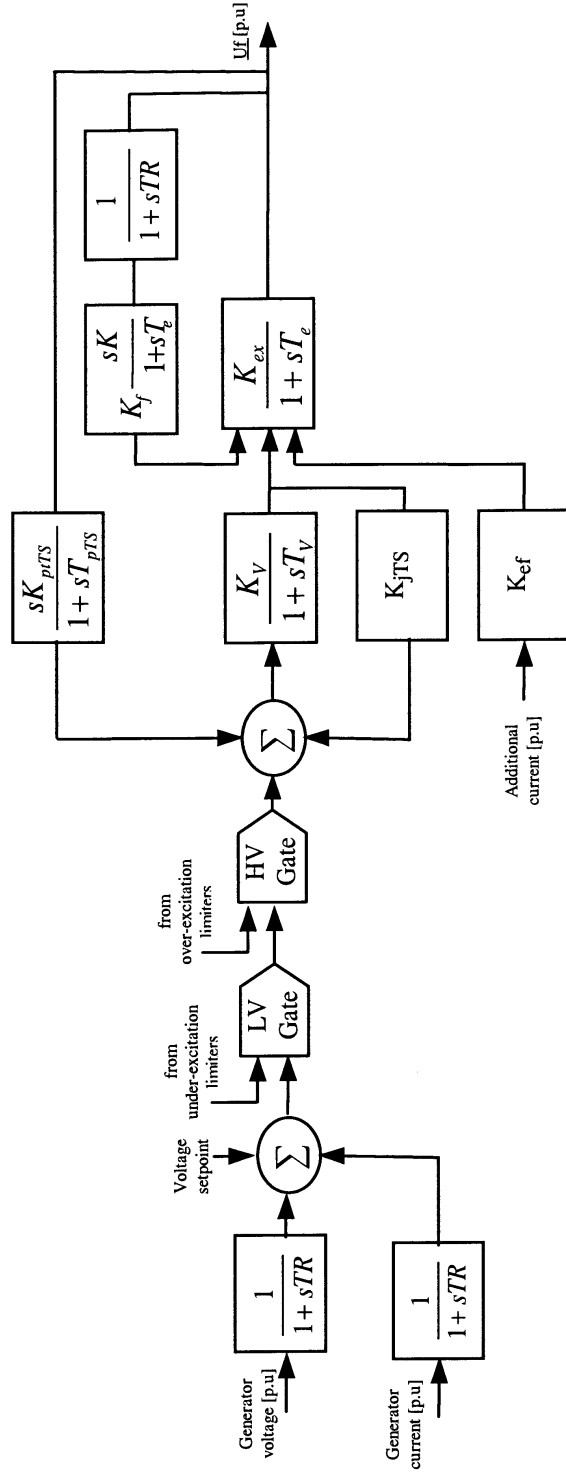 Generator
voltage [p.u]
1
1 + sTR
Generator
current [p.u]
1
1 + sTR
Voltage
setpoint
Σ
from
under-excitation
limiters
LV
Gate
from
over-excitation
limiters
HV
Gate
Σ
sK_ptTS
1 + sT_pTS
K_V
1 + sT_V
K_jTS
Additional
current [p.u]
K_ef
K_f sK
1+sT_e
1
1 + sTR
K_ex
1 + sT_e
Uf [p.u]